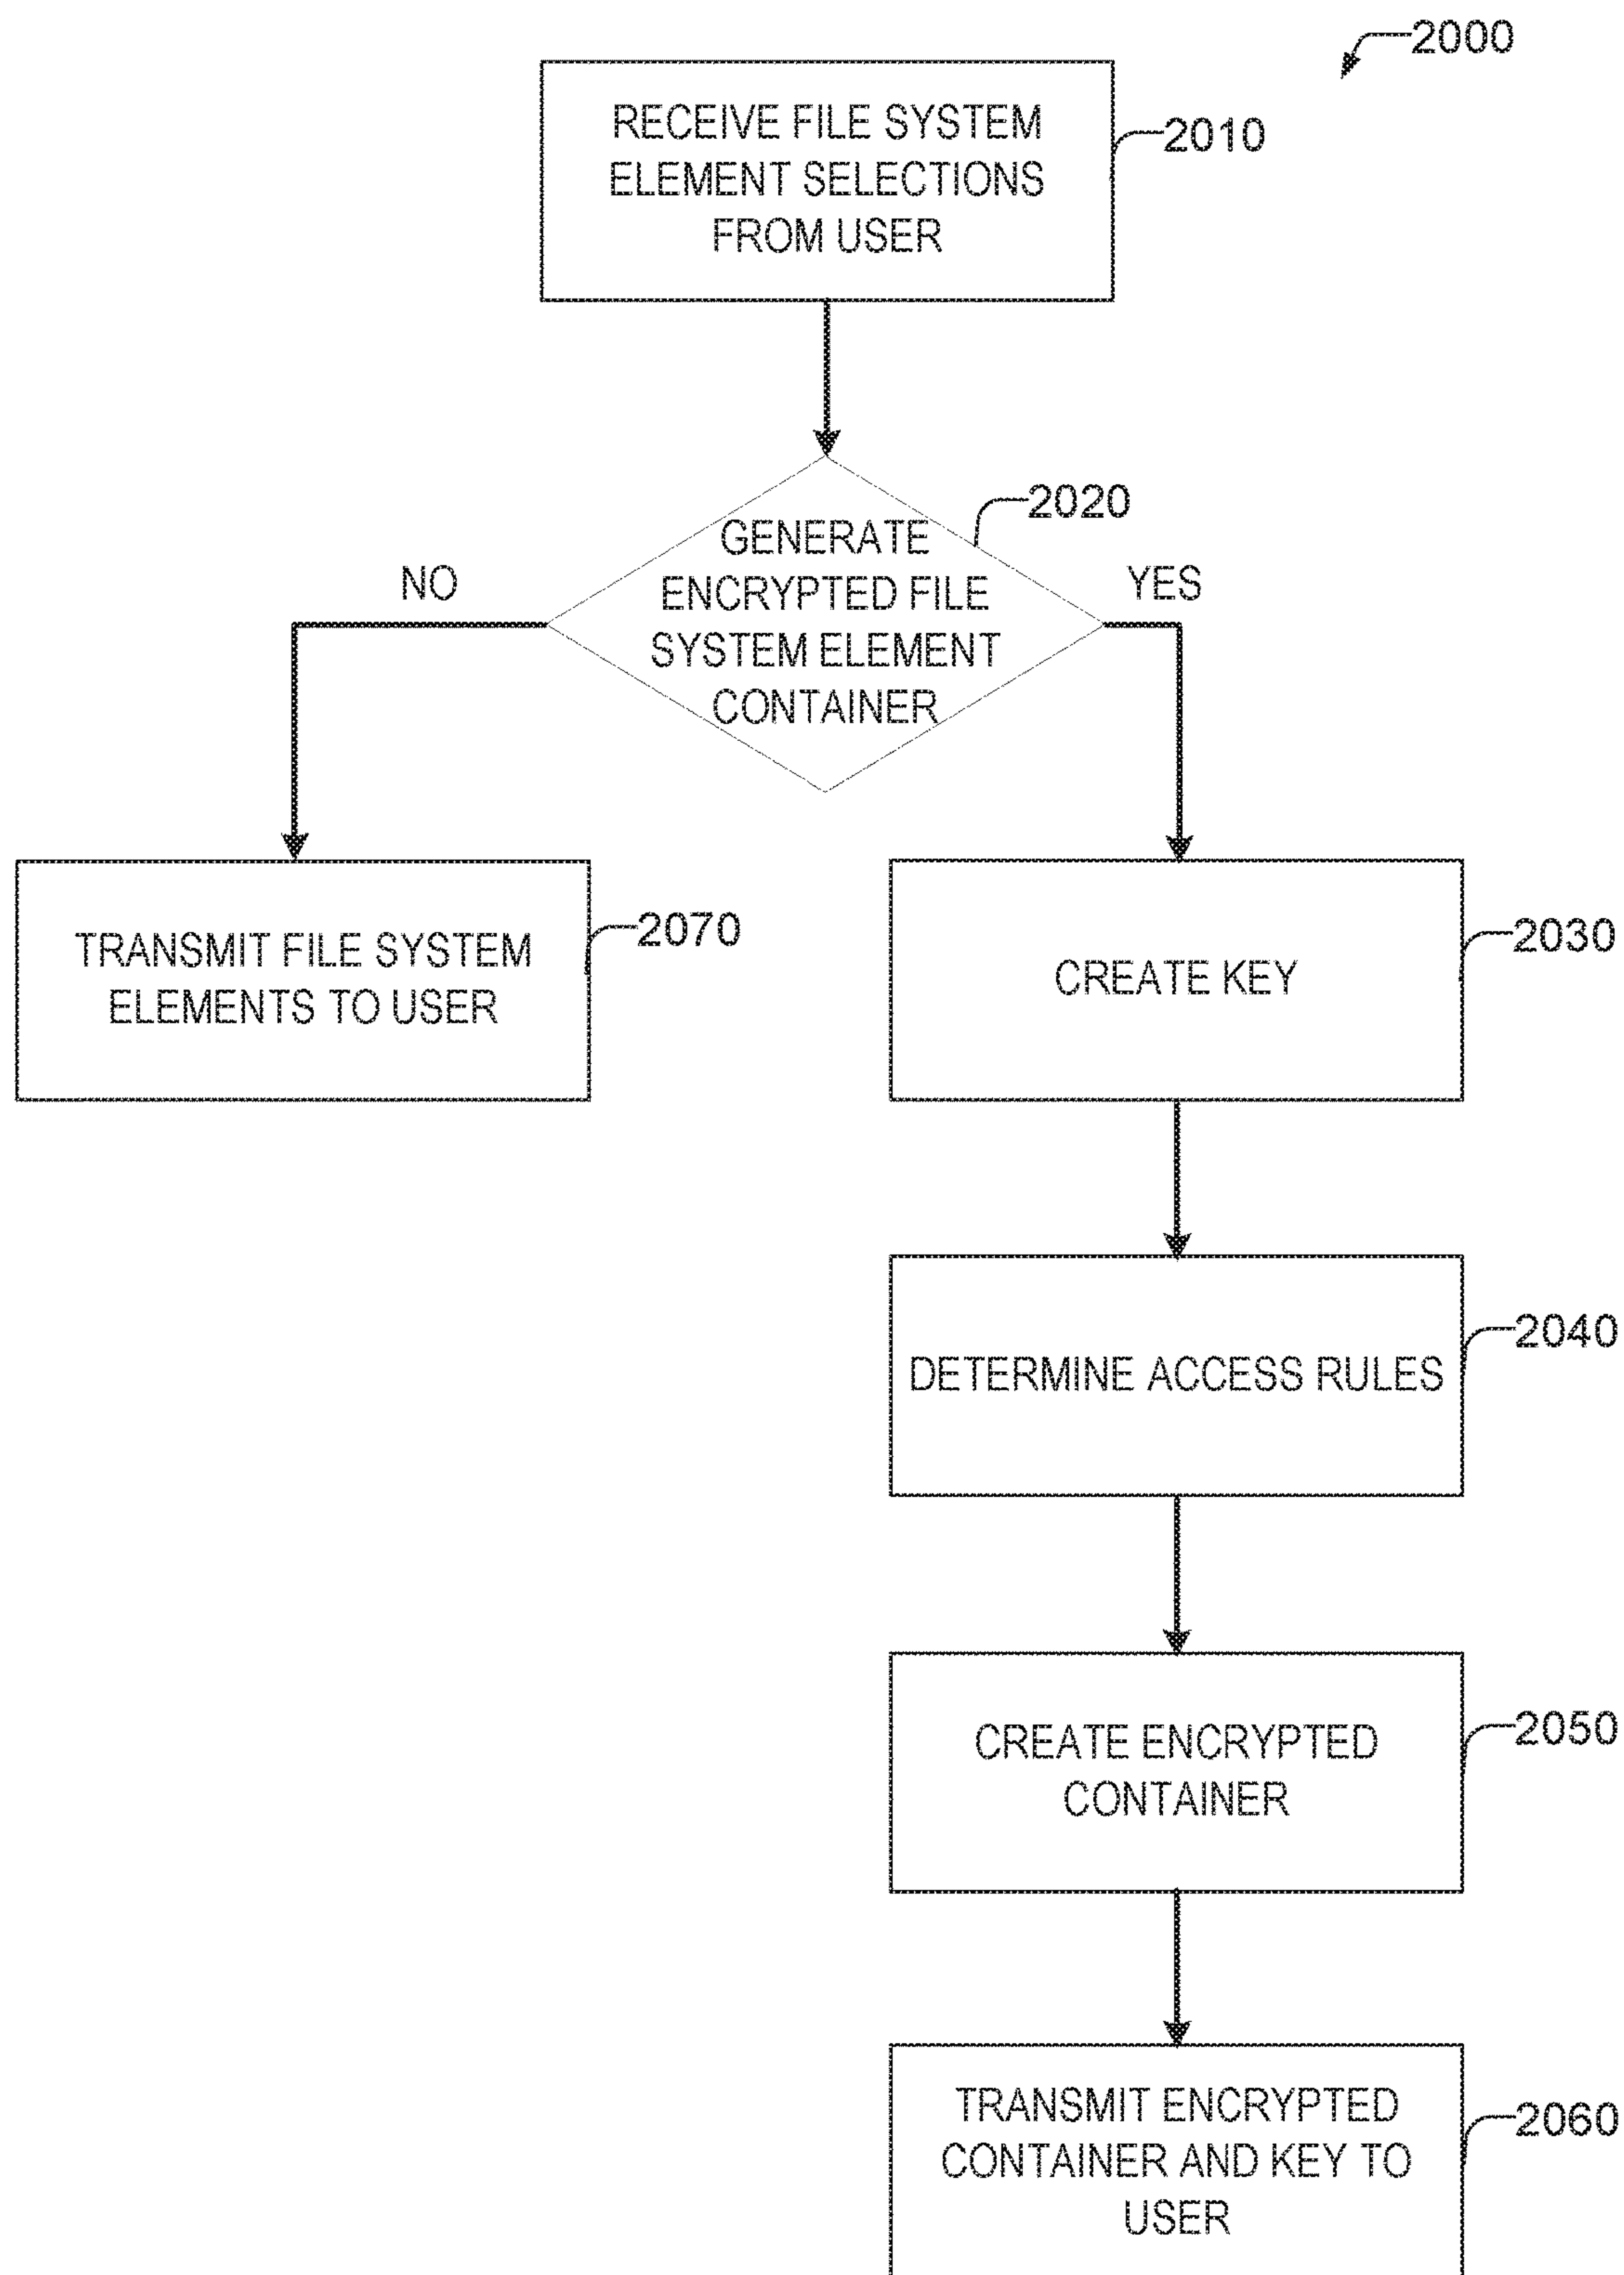 2000
RECEIVE FILE SYSTEM
ELEMENT SELECTIONS
FROM USER
2010
2020
GENERATE
ENCRYPTED FILE
SYSTEM ELEMENT
CONTAINER
NO
YES
TRANSMIT FILE SYSTEM
ELEMENTS TO USER
2070
CREATE KEY
2030
DETERMINE ACCESS RULES
2040
CREATE ENCRYPTED
CONTAINER
2050
TRANSMIT ENCRYPTED
CONTAINER AND KEY TO
USER
2060